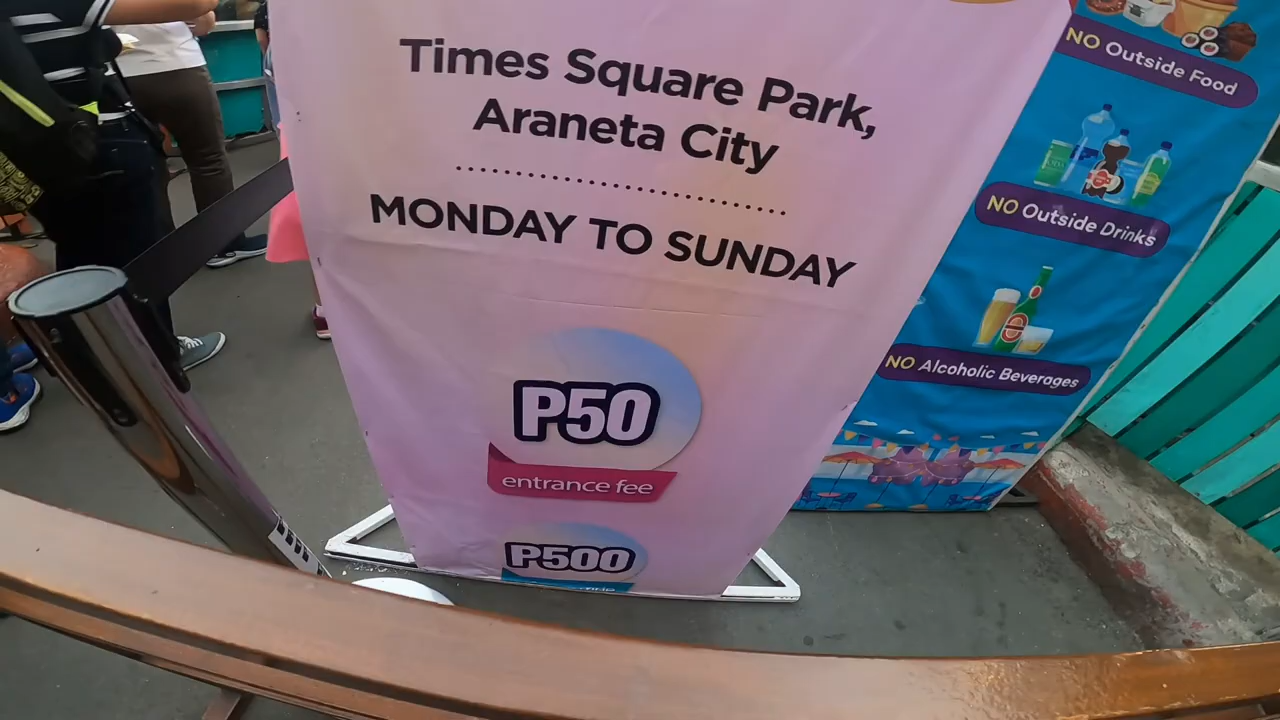 Times Square Park,
Araneta City
MONDAY TO SUNDAY
P50
entrance fee
P500
NO Outside Food
NO Outside Drinks
NO Alcoholic Beverages